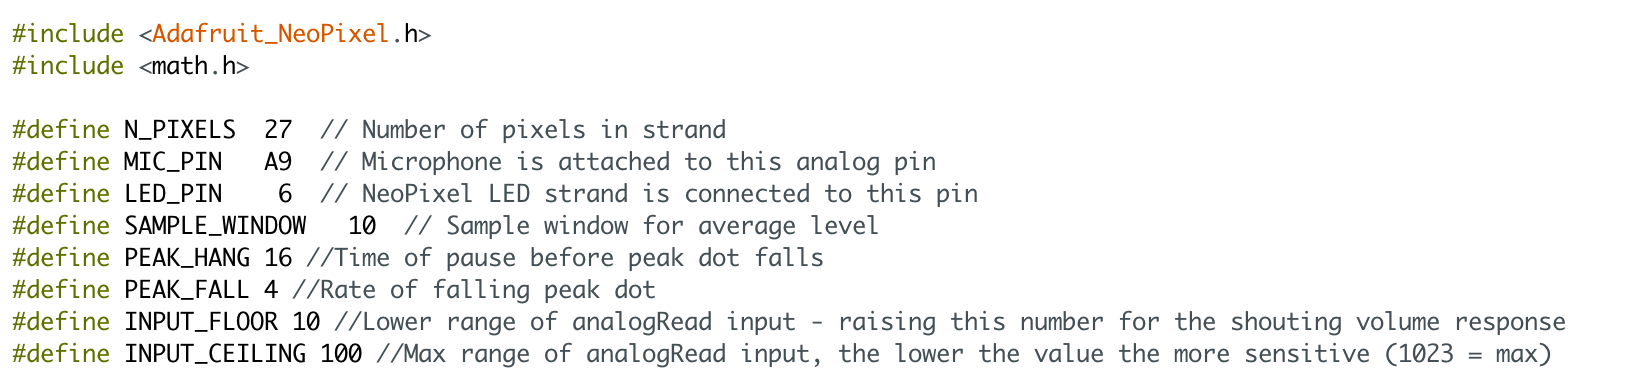 #include <Adafruit_NeoPixel.h>
#include <math.h>

#define N_PIXELS  27  // Number of pixels in strand
#define MIC_PIN   A9  // Microphone is attached to this analog pin
#define LED_PIN    6  // NeoPixel LED strand is connected to this pin
#define SAMPLE_WINDOW   10  // Sample window for average level
#define PEAK_HANG 16 //Time of pause before peak dot falls
#define PEAK_FALL 4 //Rate of falling peak dot
#define INPUT_FLOOR 10 //Lower range of analogRead input - raising this number for the shouting volume response
#define INPUT_CEILING 100 //Max range of analogRead input, the lower the value the more sensitive (1023 = max)